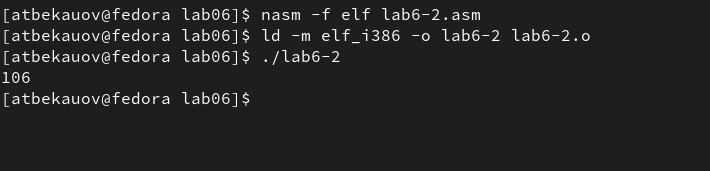 [atbekauov@fedora lab06]$ nasm -f elf lab6-2.asm
[atbekauov@fedora lab06]$ ld -m elf_i386 -o lab6-2 lab6-2.o
[atbekauov@fedora lab06]$ ./lab6-2
106
[atbekauov@fedora lab06]$